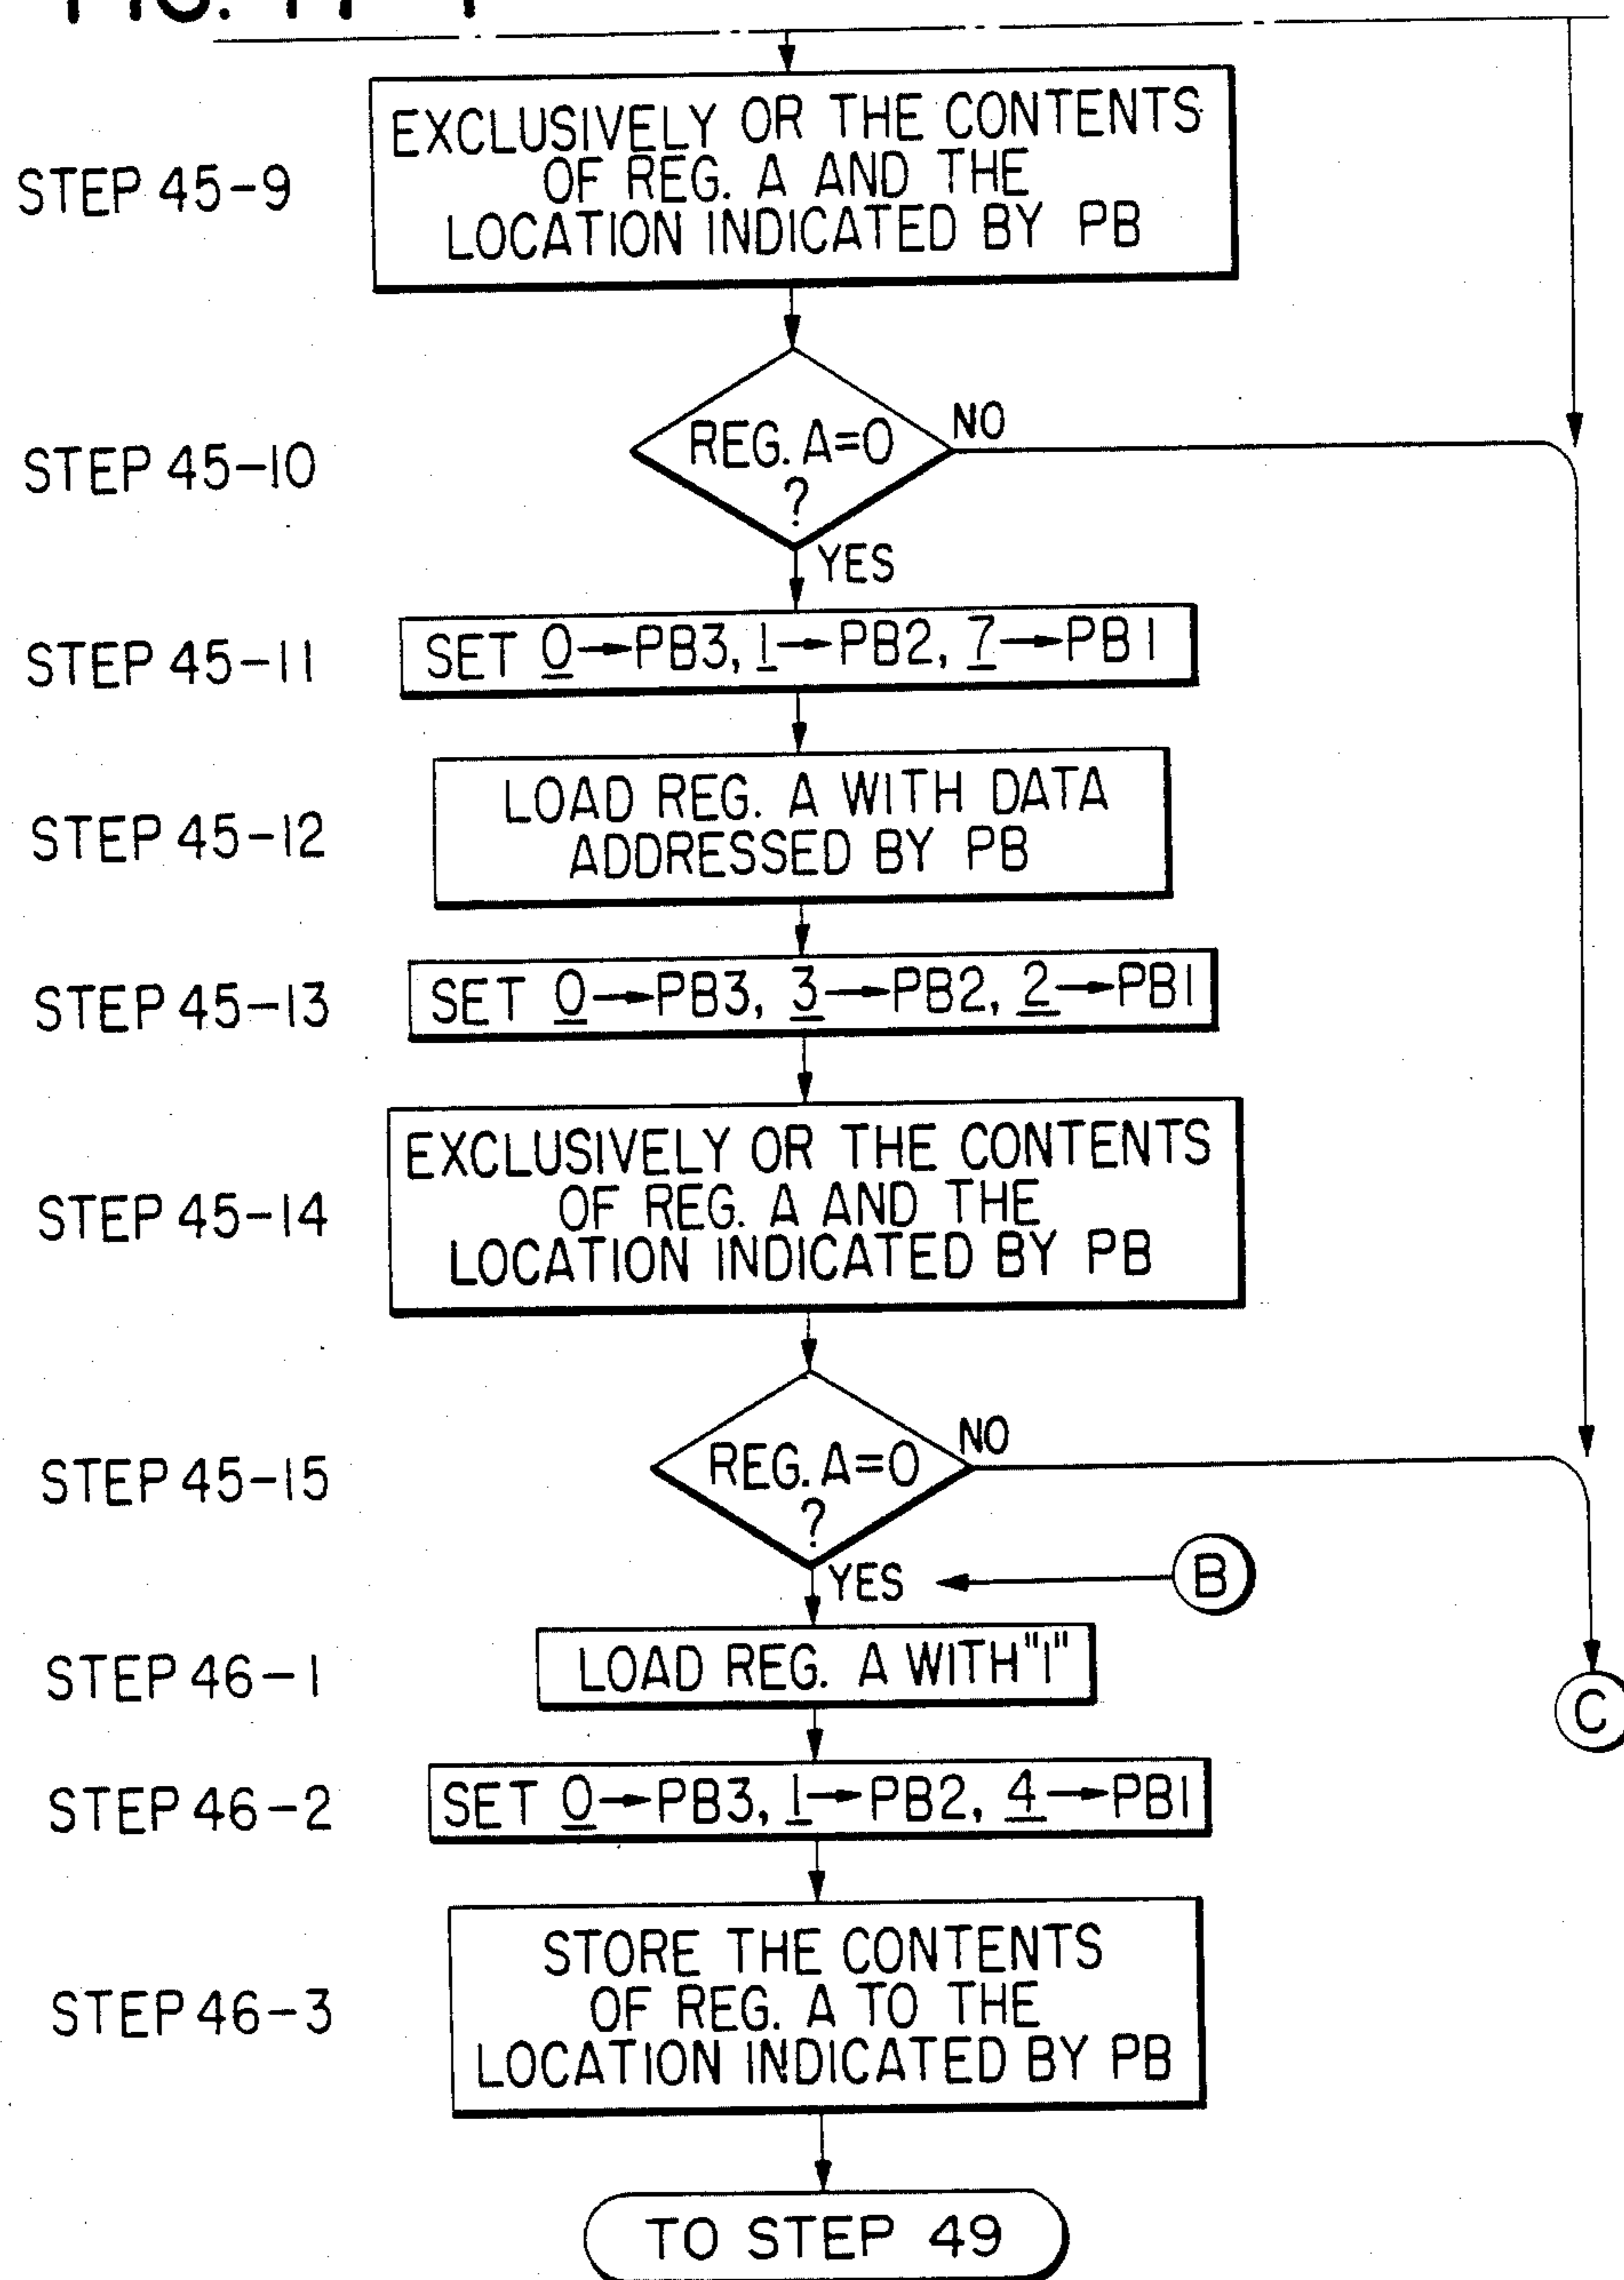 STEP 45-9
EXCLUSIVELY OR THE CONTENTS
OF REG. A AND THE
LOCATION INDICATED BY PB
STEP 45-10
REG. A=0
?
NO
YES
STEP 45-11
SET 0→PB3, 1→PB2, 7→PB1
STEP 45-12
LOAD REG. A WITH DATA
ADDRESSED BY PB
STEP 45-13
SET 0→PB3, 3→PB2, 2→PB1
STEP 45-14
EXCLUSIVELY OR THE CONTENTS
OF REG. A AND THE
LOCATION INDICATED BY PB
STEP 45-15
REG. A=0
?
NO
YES
B
STEP 46-1
LOAD REG. A WITH "1"
C
STEP 46-2
SET 0→PB3, 1→PB2, 4→PB1
STEP 46-3
STORE THE CONTENTS
OF REG. A TO THE
LOCATION INDICATED BY PB
TO STEP 49